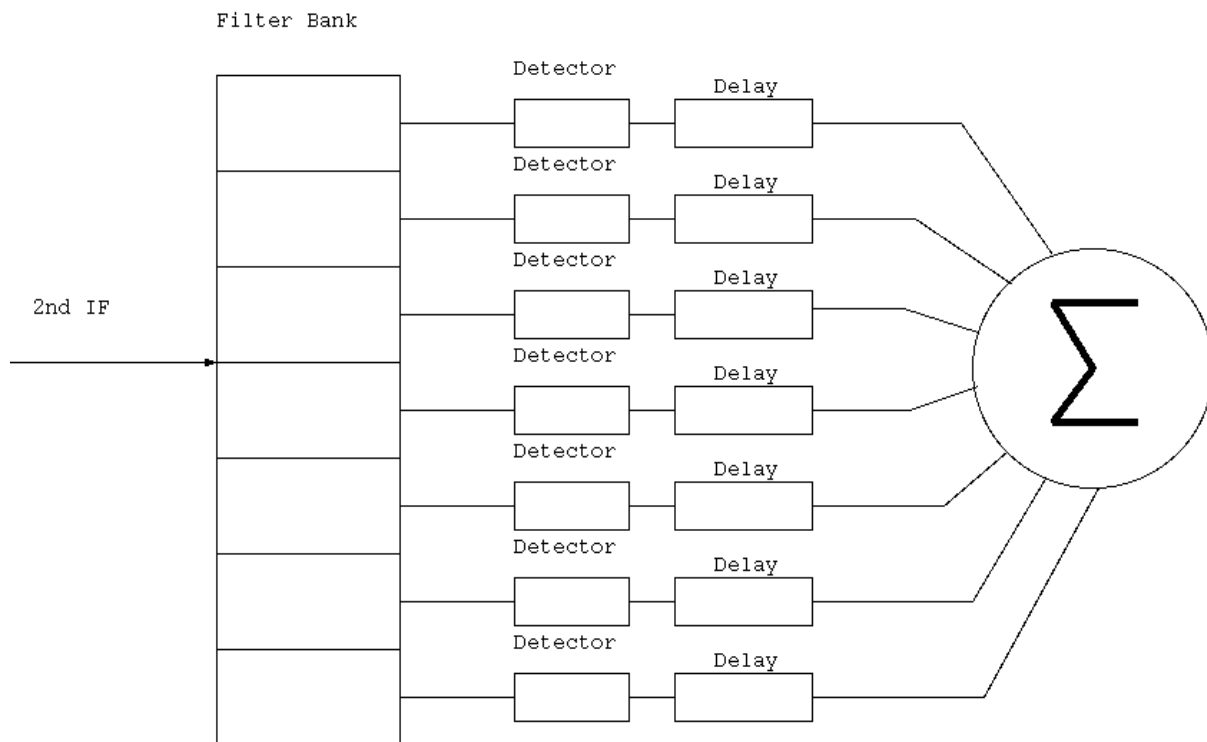 Filter Bank
Detector
Delay
Detector
Delay
Detector
Delay
2nd IF
Detector
Delay
Detector
Delay
Detector
Delay
Detector
Delay
Σ